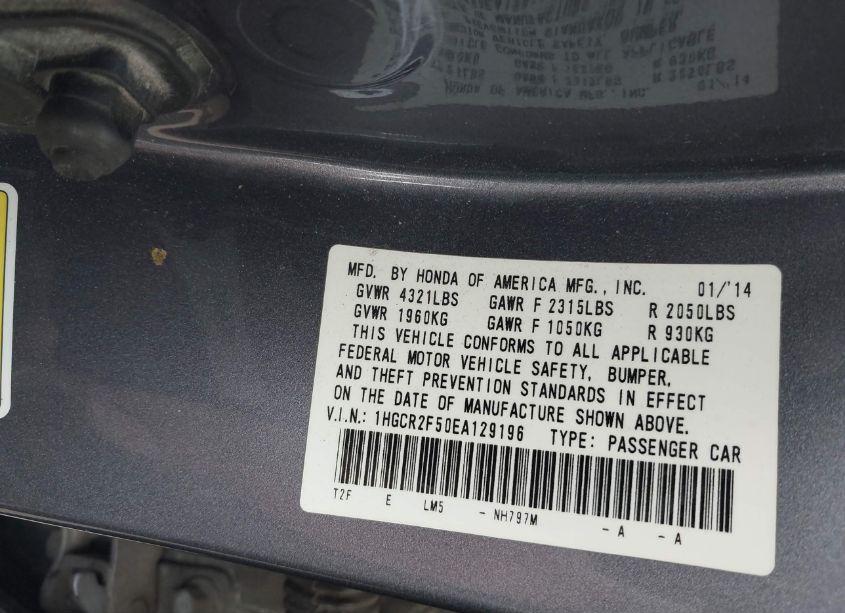 MFD. BY HONDA OF AMERICA MFG., INC. 01/'14
GVWR 4321LBS GAWR F 2315LBS R 2050LBS
GVWR 1960KG GAWR F 1050KG R 930KG
THIS VEHICLE CONFORMS TO ALL APPLICABLE
FEDERAL MOTOR VEHICLE SAFETY, BUMPER,
AND THEFT PREVENTION STANDARDS IN EFFECT
ON THE DATE OF MANUFACTURE SHOWN ABOVE.
V.I.N.: 1HGCR2F50EA129196 TYPE: PASSENGER CAR
T2F E LM5 - NH797M - A - A